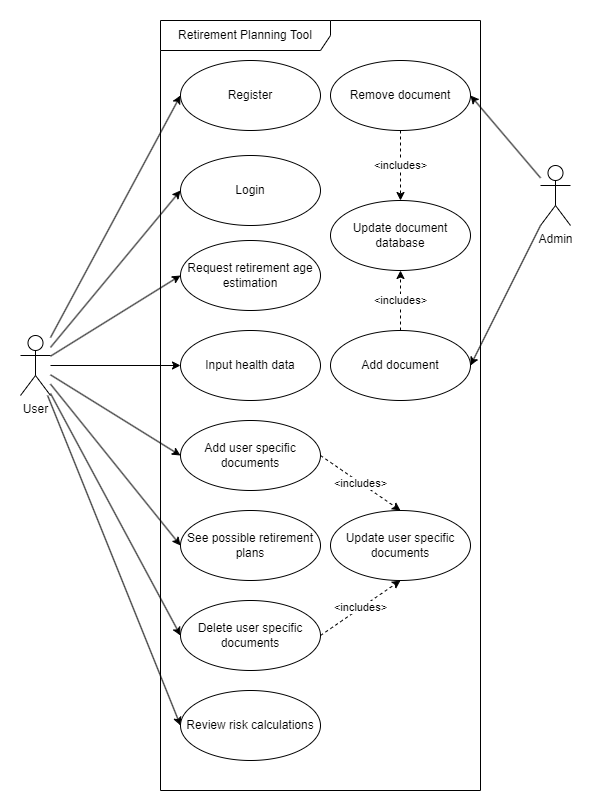 Retirement Planning Tool
Register
Remove document
<includes>
Login
Admin
Update document
database
Request retirement age
estimation
<includes>
User
Input health data
Add document
Add user specific
documents
<includes>
See possible retirement
plans
Update user specific
documents
<includes>
Delete user specific
documents
Review risk calculations